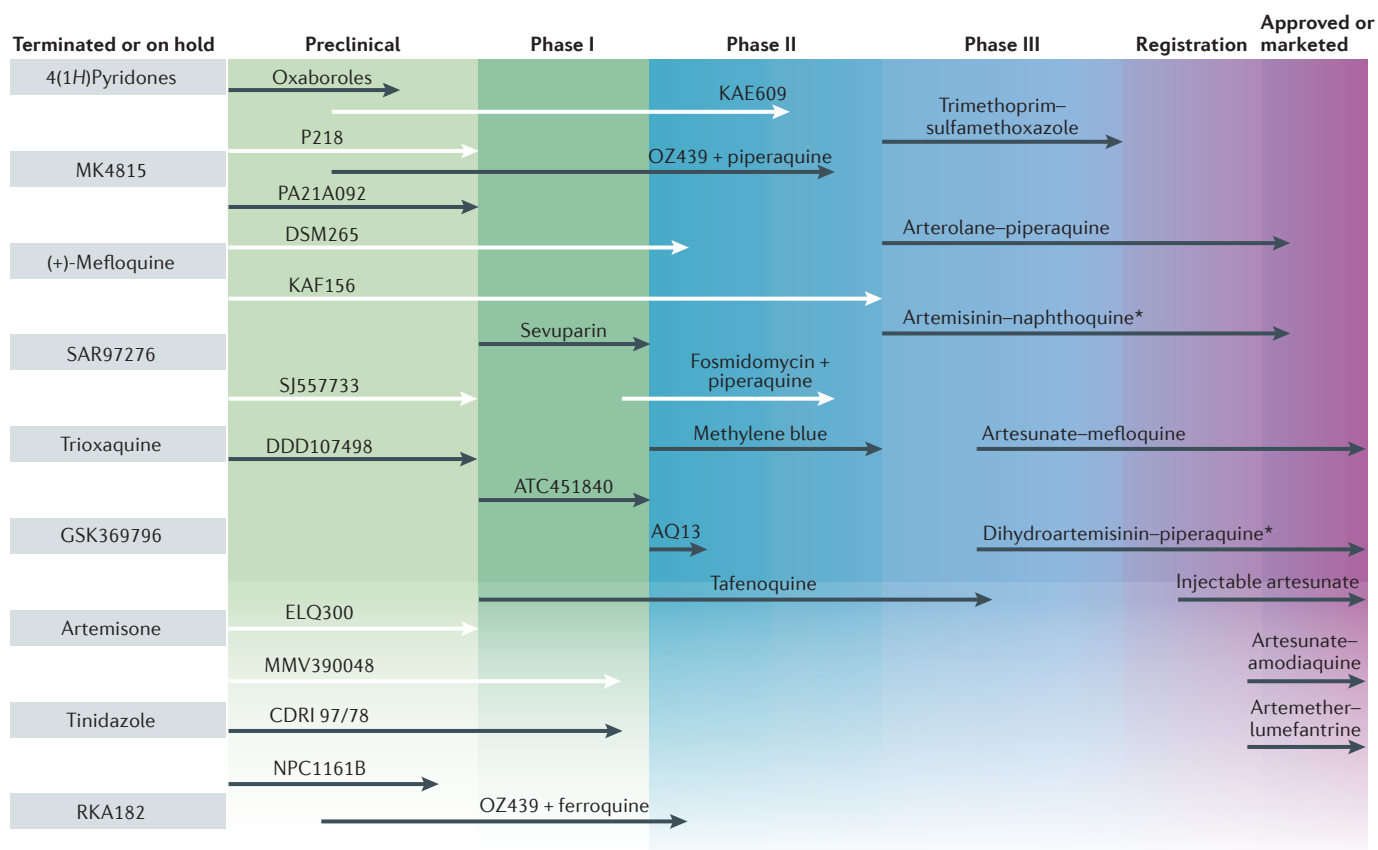 Terminated or on hold
Preclinical
Phase I
Phase II
Phase III
Registration
Approved or
marketed
4(1H)Pyridones
MK4815
(+)-Mefloquine
SAR97276
Trioxaquine
GSK369796
Artemisone
Tinidazole
RKA182
Oxaboroles
KAE609
Trimethoprim–
sulfamethoxazole
P218
OZ439 + piperaquine
PA21A092
DSM265
Arterolane–piperaquine
KAF156
Artemisinin–naphthoquine*
Sevuparin
Fosmidomycin +
piperaquine
SJ557733
Methylene blue
Artesunate–mefloquine
DDD107498
ATC451840
AQ13
Dihydroartemisinin–piperaquine*
Tafenoquine
Injectable artesunate
ELQ300
Artesunate–
amodiaquine
MMV390048
CDRI 97/78
Artemether–
lumefantrine
NPC1161B
OZ439 + ferroquine